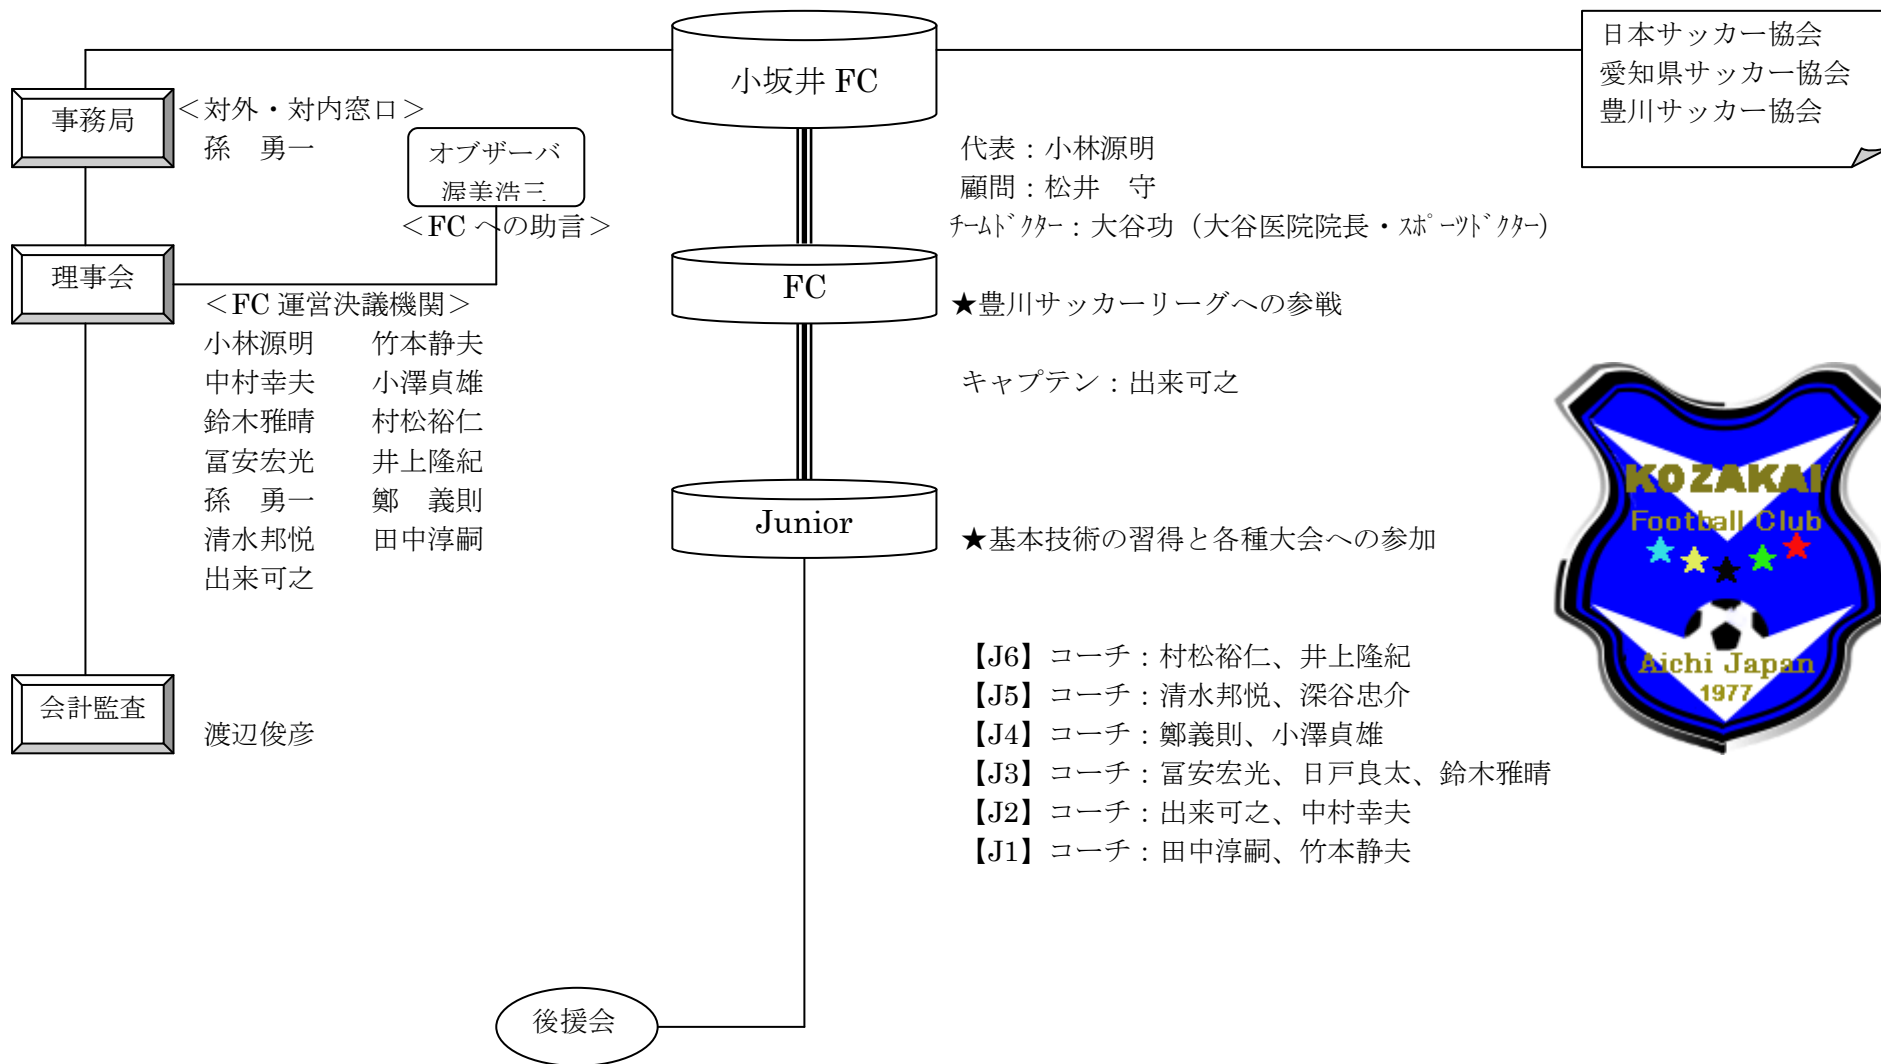 小坂井 FC
日本サッカー協会
愛知県サッカー協会
豊川サッカー協会
事務局
＜対外・対内窓口＞
孫　勇一
オブザーバ
渥美浩三
＜FC への助言＞
代表：小林源明
顧問：松井　守
ﾁｰﾑﾄﾞｸﾀｰ：大谷功（大谷医院院長・ｽﾎﾟｰﾂﾄﾞｸﾀｰ）
理事会
＜FC 運営決議機関＞
小林源明　　竹本静夫
中村幸夫　　小澤貞雄
鈴木雅晴　　村松裕仁
冨安宏光　　井上隆紀
孫　勇一　　鄭　義則
清水邦悦　　田中淳嗣
出来可之
FC
★豊川サッカーリーグへの参戦
キャプテン：出来可之
Junior
★基本技術の習得と各種大会への参加
【J6】コーチ：村松裕仁、井上隆紀
【J5】コーチ：清水邦悦、深谷忠介
【J4】コーチ：鄭義則、小澤貞雄
【J3】コーチ：冨安宏光、日戸良太、鈴木雅晴
【J2】コーチ：出来可之、中村幸夫
【J1】コーチ：田中淳嗣、竹本静夫
KOZAKAI
Football Club
Aichi Japan
1977
会計監査
渡辺俊彦
後援会